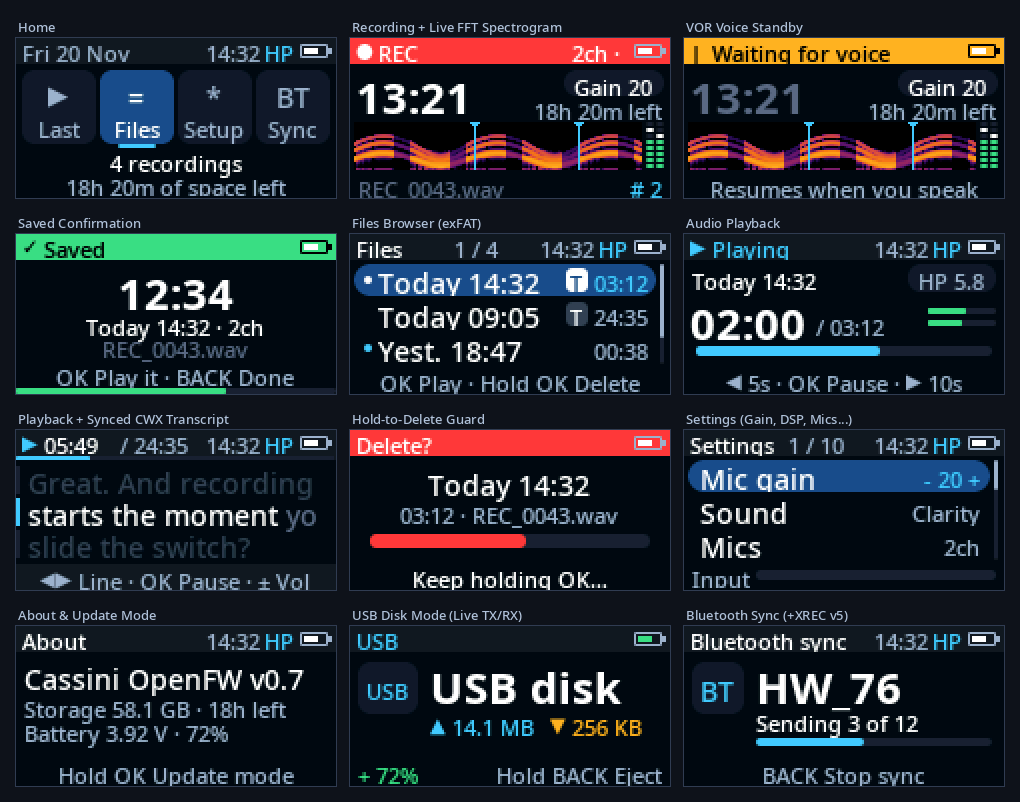 Home
Fri 20 Nov 14:32 HP
Last
= Files
* Setup
BT Sync
4 recordings
18h 20m of space left
Recording + Live FFT Spectrogram
REC 2ch ·
13:21 Gain 20
18h 20m left
REC_0043.wav # 2
VOR Voice Standby
| Waiting for voice
13:21 Gain 20
18h 20m left
Resumes when you speak
Saved Confirmation
✓ Saved
12:34
Today 14:32 · 2ch
REC_0043.wav
OK Play it · BACK Done
Files Browser (exFAT)
Files 1 / 4 14:32 HP
Today 14:32 T 03:12
Today 09:05 T 24:35
Yest. 18:47 00:38
OK Play · Hold OK Delete
Audio Playback
▶ Playing 14:32 HP
Today 14:32 HP 5.8
02:00 / 03:12
◀ 5s · OK Pause · ▶ 10s
Playback + Synced CWX Transcript
▶ 05:49 / 24:35 14:32 HP
Great. And recording
starts the moment yo
slide the switch?
◀▶ Line · OK Pause · ± Vol
Hold-to-Delete Guard
Delete?
Today 14:32
03:12 · REC_0043.wav
Keep holding OK...
Settings (Gain, DSP, Mics...)
Settings 1 / 10 14:32 HP
Mic gain - 20 +
Sound Clarity
Mics 2ch
Input
About & Update Mode
About 14:32 HP
Cassini OpenFW v0.7
Storage 58.1 GB · 18h left
Battery 3.92 V · 72%
Hold OK Update mode
USB Disk Mode (Live TX/RX)
USB
USB USB disk
▲ 14.1 MB ▼ 256 KB
+ 72% Hold BACK Eject
Bluetooth Sync (+XREC v5)
Bluetooth sync 14:32 HP
BT HW_76
Sending 3 of 12
BACK Stop sync